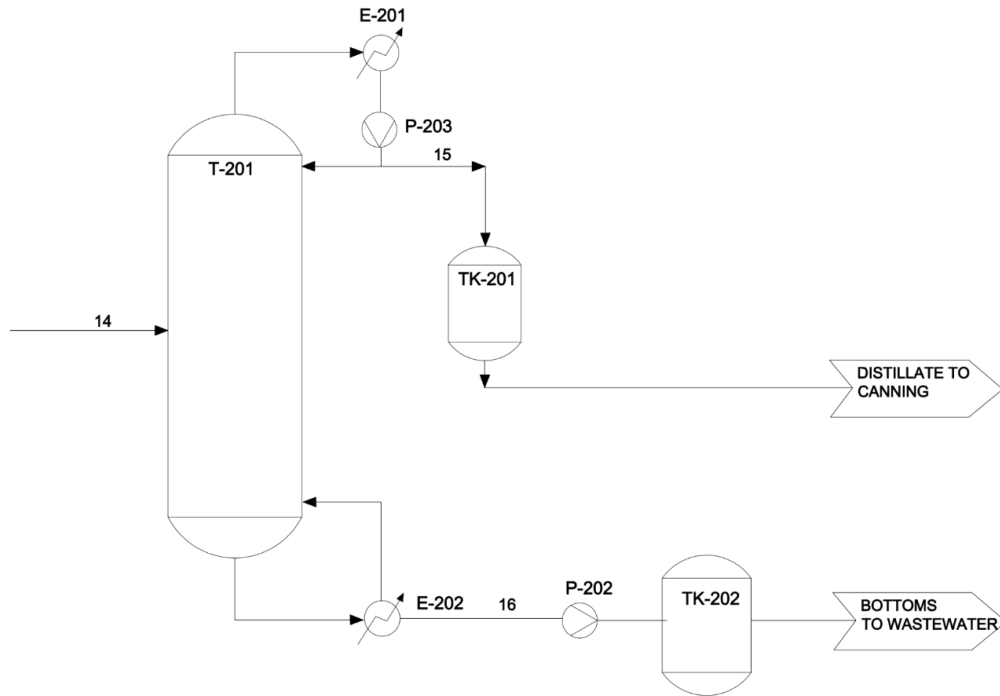 E-201
P-203
15
T-201
TK-201
14
DISTILLATE TO
CANNING
E-202
16
P-202
TK-202
BOTTOMS
TO WASTEWATER